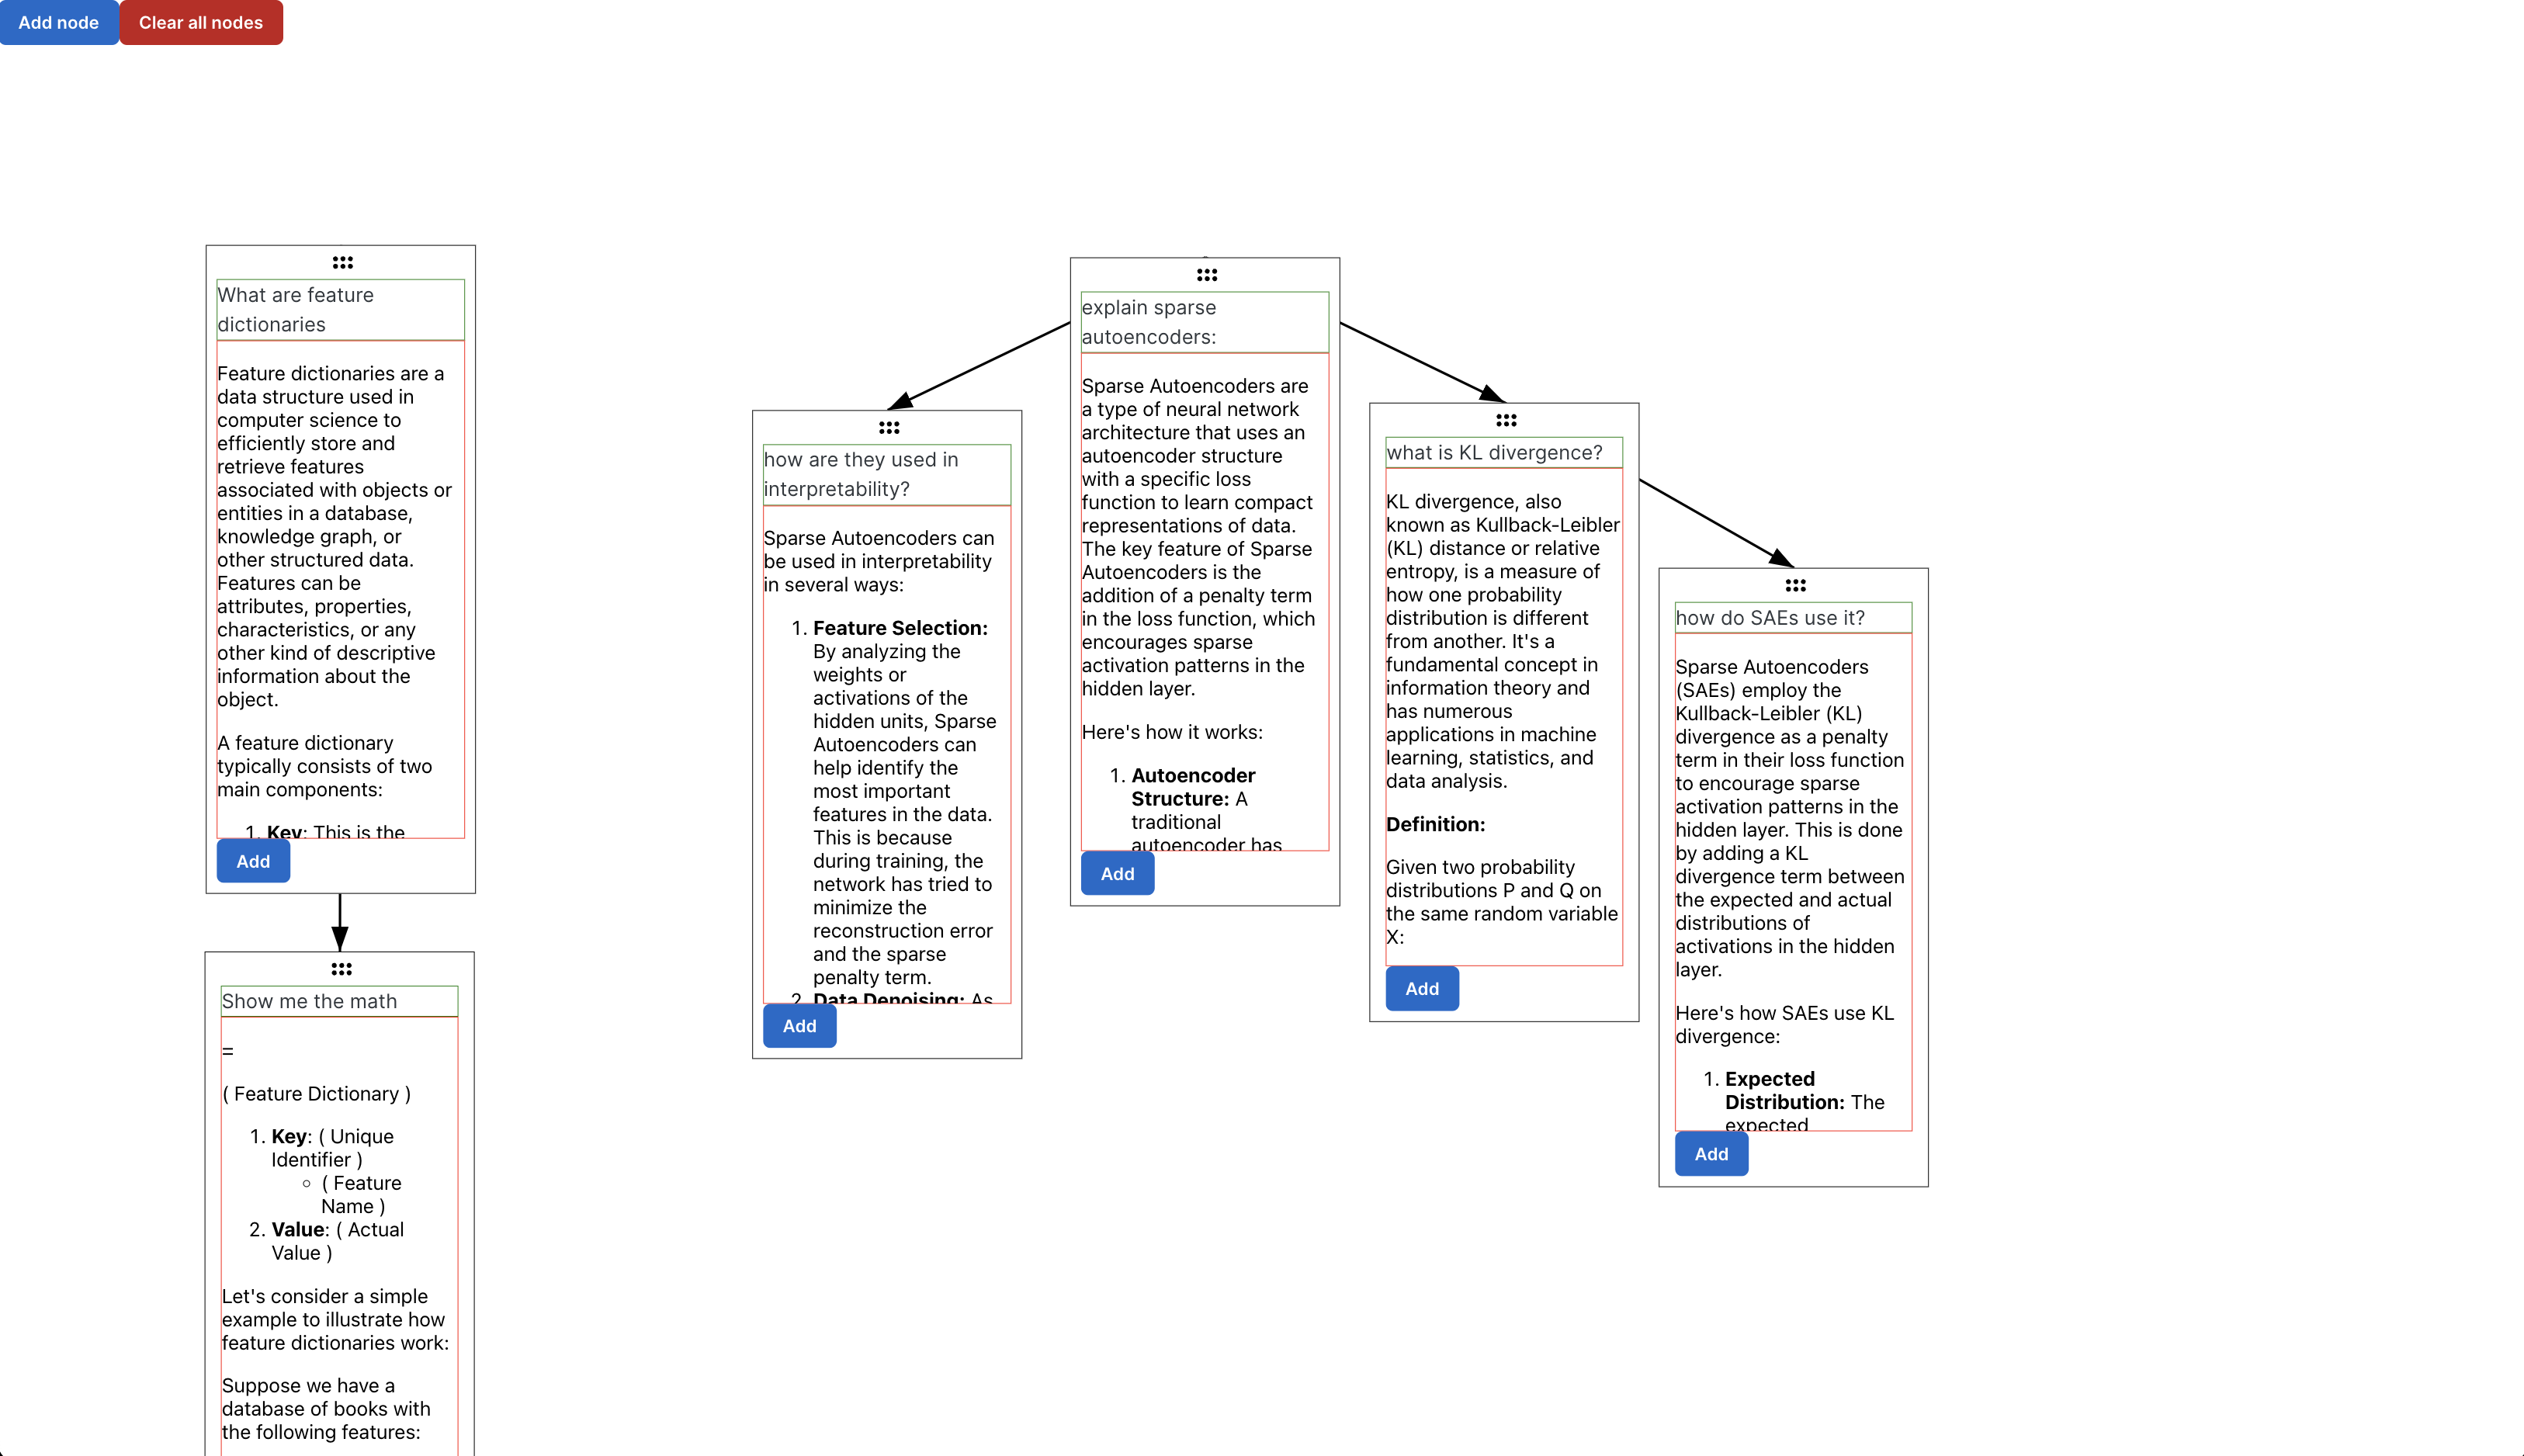 Add node
Clear all nodes
What are feature
dictionaries
Feature dictionaries are a
data structure used in
computer science to
efficiently store and
retrieve features
associated with objects or
entities in a database,
knowledge graph, or
other structured data.
Features can be
attributes, properties,
characteristics, or any
other kind of descriptive
information about the
object.
A feature dictionary
typically consists of two
main components:
1. Key: This is the
Add
Show me the math
=
( Feature Dictionary )
1. Key: ( Unique
Identifier )
◦ ( Feature
Name )
2. Value: ( Actual
Value )
Let's consider a simple
example to illustrate how
feature dictionaries work:
Suppose we have a
database of books with
the following features:
how are they used in
interpretability?
Sparse Autoencoders can
be used in interpretability
in several ways:
1. Feature Selection:
By analyzing the
weights or
activations of the
hidden units, Sparse
Autoencoders can
help identify the
most important
features in the data.
This is because
during training, the
network has tried to
minimize the
reconstruction error
and the sparse
penalty term.
2. Data Denoising: As
Add
explain sparse
autoencoders:
Sparse Autoencoders are
a type of neural network
architecture that uses an
autoencoder structure
with a specific loss
function to learn compact
representations of data.
The key feature of Sparse
Autoencoders is the
addition of a penalty term
in the loss function, which
encourages sparse
activation patterns in the
hidden layer.
Here's how it works:
1. Autoencoder
Structure: A
traditional
autoencoder has
Add
what is KL divergence?
KL divergence, also
known as Kullback-Leibler
(KL) distance or relative
entropy, is a measure of
how one probability
distribution is different
from another. It's a
fundamental concept in
information theory and
has numerous
applications in machine
learning, statistics, and
data analysis.
Definition:
Given two probability
distributions P and Q on
the same random variable
X:
Add
how do SAEs use it?
Sparse Autoencoders
(SAEs) employ the
Kullback-Leibler (KL)
divergence as a penalty
term in their loss function
to encourage sparse
activation patterns in the
hidden layer. This is done
by adding a KL
divergence term between
the expected and actual
distributions of
activations in the hidden
layer.
Here's how SAEs use KL
divergence:
1. Expected
Distribution: The
expected
Add